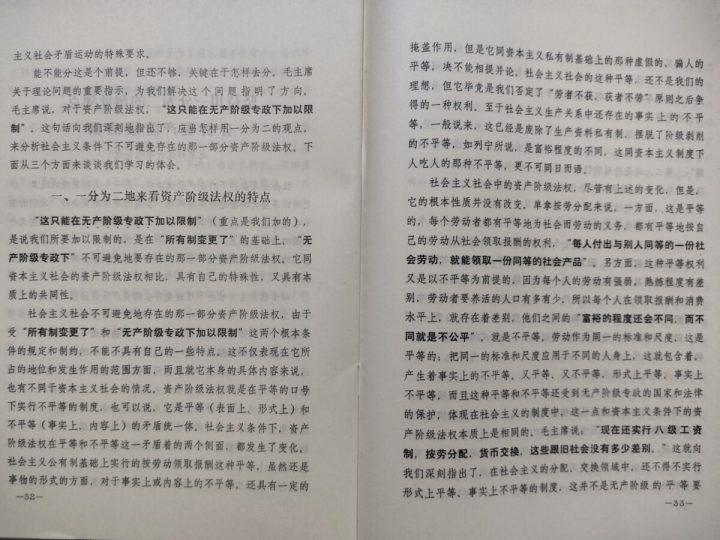 主义社会矛盾运动的特殊要求。
能不能分这是个前提，但还不够，关键在于怎样去分。毛主席
关于理论问题的重要指示，为我们解决这个问题指明了方向。
毛主席说，对于资产阶级法权，“这只能在无产阶级专政下加以限
制”。这句话向我们深刻地指出了，应当怎样用一分为二的观点，
来分析社会主义条件下不可避免存在的那一部分资产阶级法权。下
面从三个方面来谈谈我们学习的体会。
一、一分为二地来看资产阶级法权的特点
“这只能在无产阶级专政下加以限制”（重点是我们加的），
是说我们所要加以限制的，是在“所有制变更了”的基础上，“无
产阶级专政下”不可避免地要存在的那一部分资产阶级法权。它同
资本主义社会的资产阶级法权相比，具有自己的特殊性，又具有本
质上的共同性。
社会主义社会不可避免地存在的那一部分资产阶级法权，由于
受“所有制变更了”和“无产阶级专政下加以限制”这两个根本条
件的规定和制约，不能不具有自己的一些特点。这不仅表现在它所
占的地位和发生作用的范围方面，而且就它本身的具体内容来说，
也有不同于资本主义社会的情况。资产阶级法权就是在平等的口号
下实行不平等的制度，也可以说，它是平等（表面上、形式上）和
不平等（事实上、内容上）的矛盾统一体。社会主义条件下，资产
阶级法权在平等和不平等这一矛盾着的两个侧面，都发生了变化。
社会主义公有制基础上实行的按劳动领取报酬这种平等，虽然还是
事物的形式的方面，对于事实上或内容上的不平等，还具有一定的
—32—
掩盖作用，但是它同资本主义私有制基础上的那种虚假的、骗人的
平等，决不能相提并论。社会主义社会的这种平等，还不是我们的
理想，但它毕竟是我们否定了“劳者不获、获者不劳”原则之后争
得的一种权利。至于社会主义生产关系中还存在的事实上的不平
等，一般说来，这已经是废除了生产资料私有制，摆脱了阶级剥削
的不平等，如列宁所说，是富裕程度的不同，这同资本主义制度下
人吃人的那种不平等，更不可同日而语。
社会主义社会中的资产阶级法权，尽管有上述的变化，但是，
它的根本性质并没有改变。单拿按劳分配来说，一方面，这是平等
的，每个劳动者都有平等地为社会而劳动的义务，都有平等地按自
己的劳动从社会领取报酬的权利，“每人付出与别人同等的一份社
会劳动，就能领取一份同等的社会产品”。另方面，这种平等权利
又是以不平等为前提的，因为每个人的劳动有强弱，熟练程度有差
别，劳动者要养活的人口有多有少，所以每个人在领取报酬和消费
水平上，就存在着差别，他们之间的“富裕的程度还会不同，而不
同就是不公平”，就是不平等。劳动作为同一的标准和尺度，这是
平等的；把同一的标准和尺度应用于不同的人身上，这就包含着、
产生着事实上的不平等。又平等、又不平等，形式上平等，事实上
不平等，而且这种平等和不平等还受到无产阶级专政的国家和法律
的保护，体现在社会主义的制度中，这一点和资本主义条件下的资
产阶级法权本质上是相同的。毛主席说：“现在还实行八级工资
制，按劳分配，货币交换，这些跟旧社会没有多少差别。”这就向
我们深刻指出了，在社会主义的分配、交换领域中，还不得不实行
形式上平等、事实上不平等的制度，这并不是无产阶级的平等要
—33—